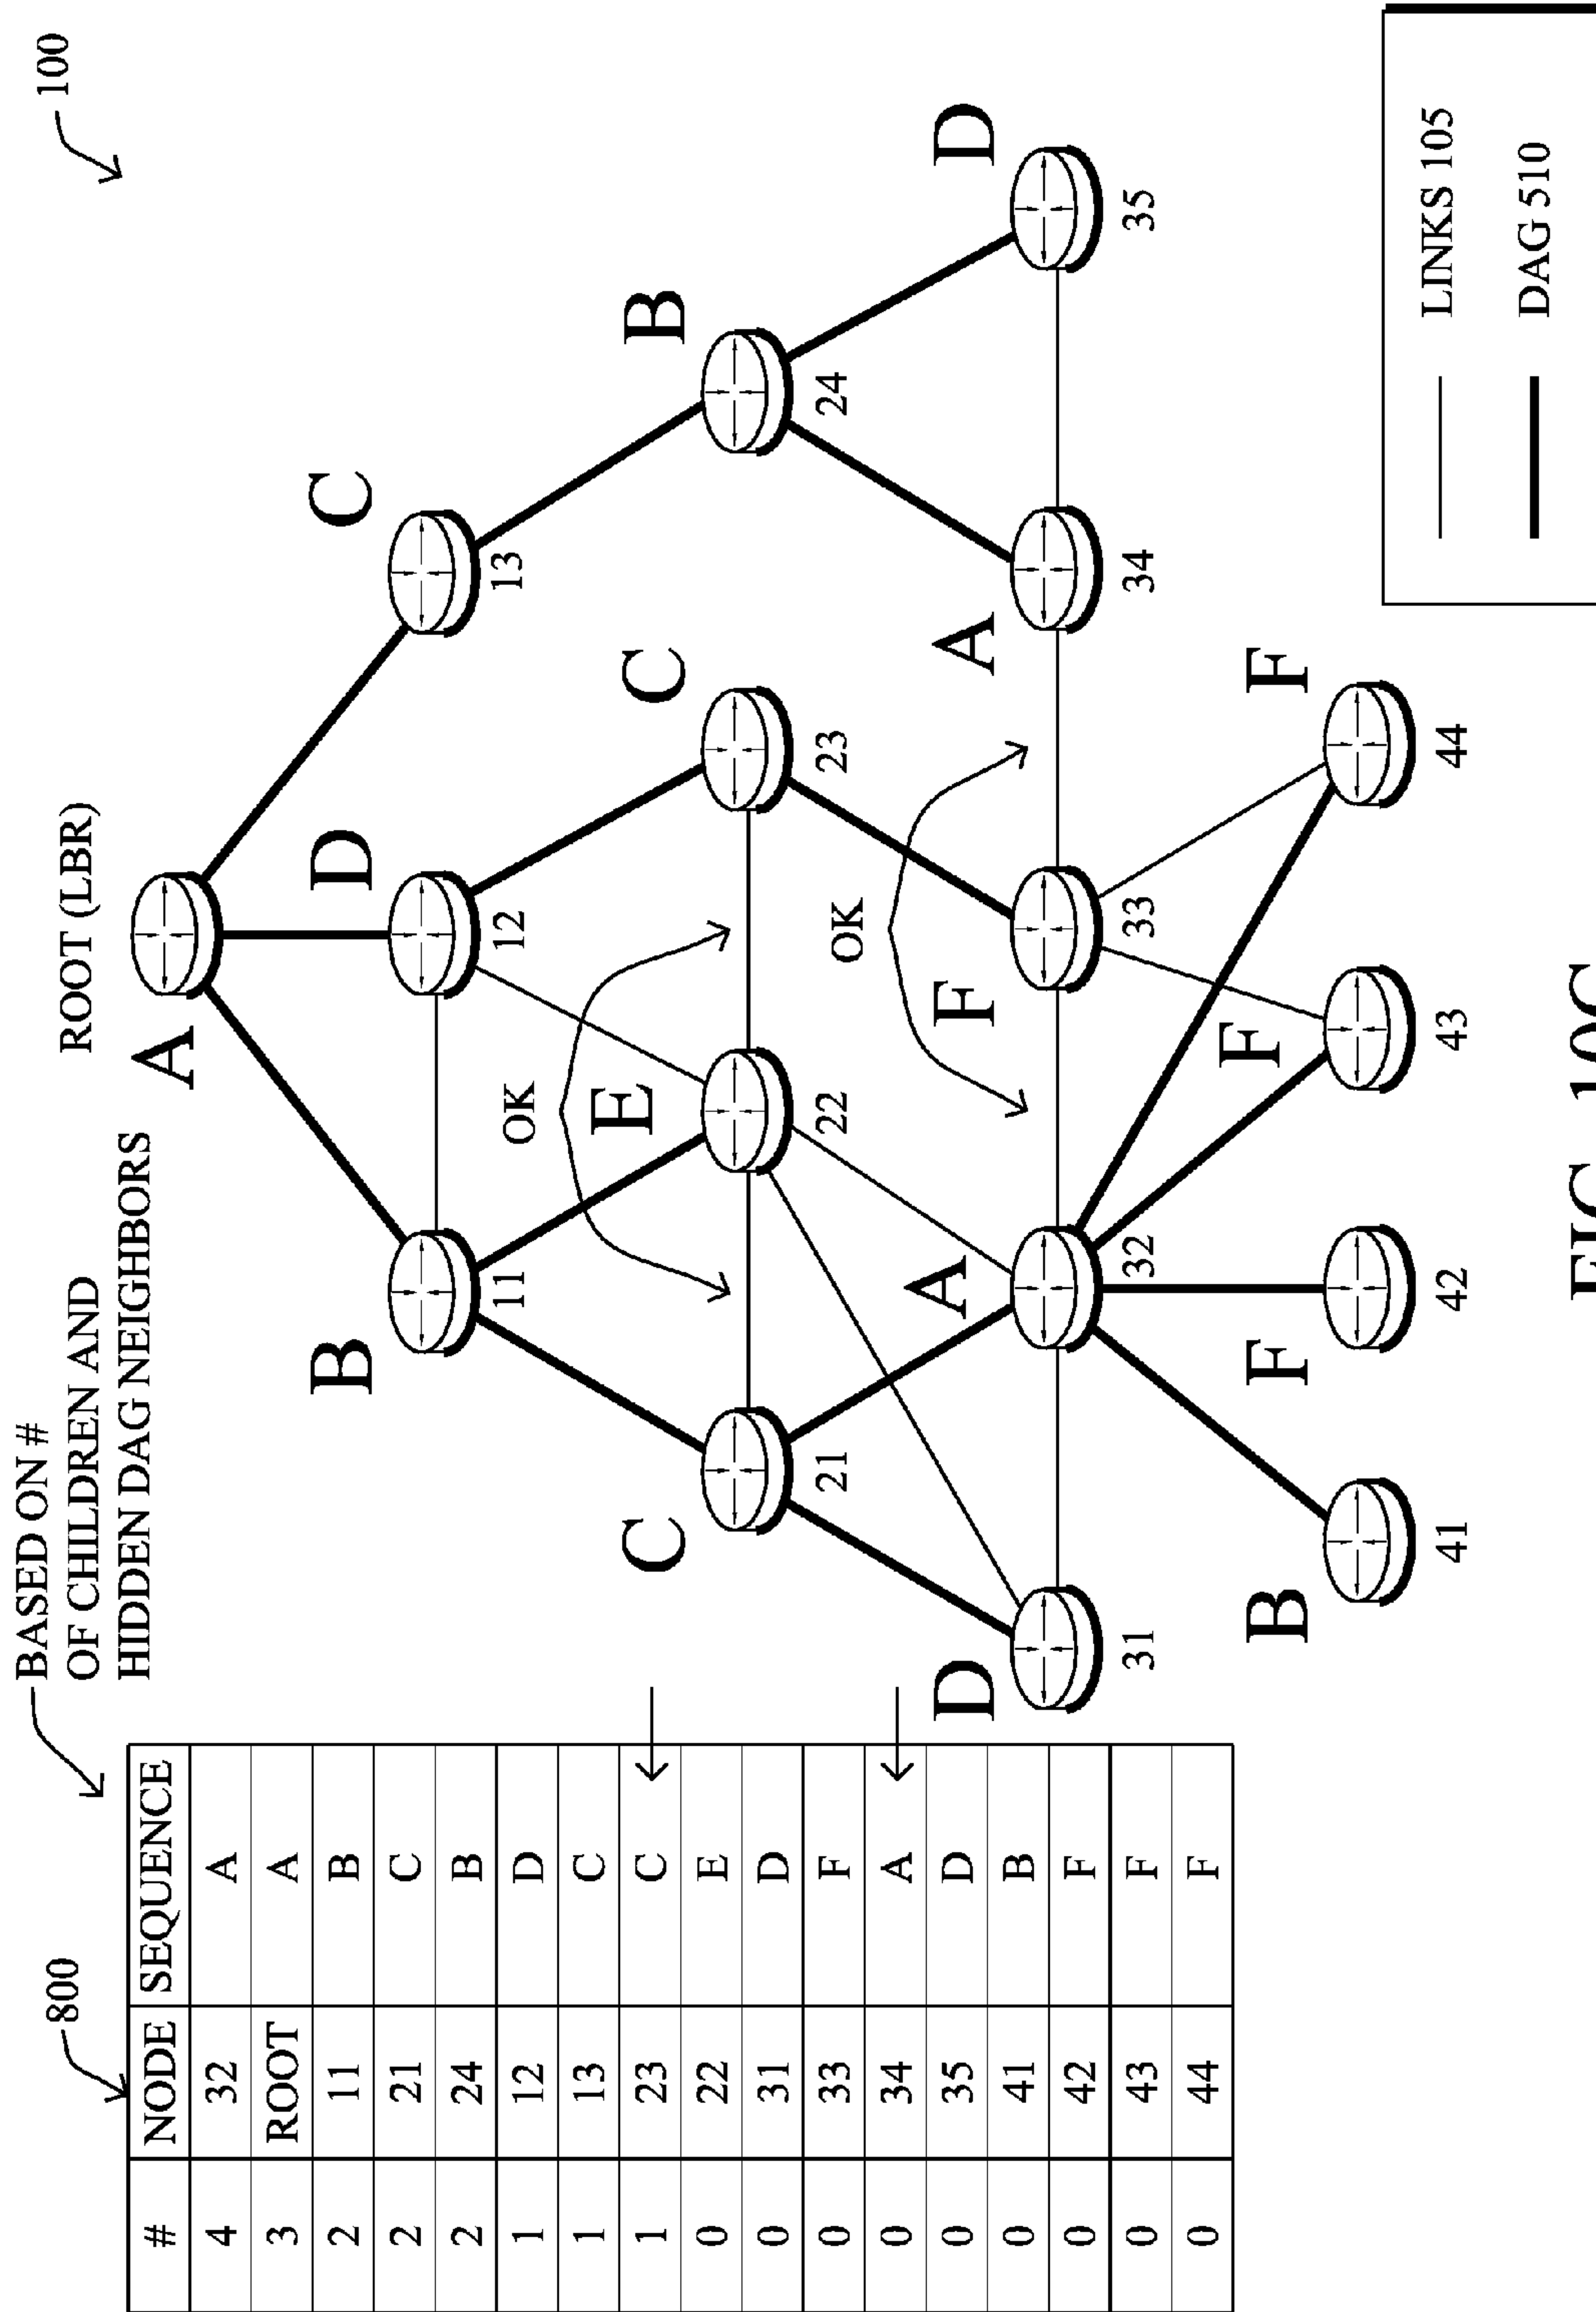 BASED ON #
OF CHILDREN AND
HIDDEN DAG NEIGHBORS
800
100
ROOT (LBR)
# NODE SEQUENCE
4 32 A
3 ROOT A
2 11 B
2 21 C
2 24 B
1 12 D
1 13 C
1 23 C
0 22 E
0 31 D
0 33 F
0 34 A
0 35 D
0 41 B
0 42 F
0 43 F
0 44 F
A
B D C
11 12 13
OK
C E C B
21 22 23 24
OK
D A F A D
31 32 33 34 35
B F F F
41 42 43 44
LINKS 105
DAG 510
FIG. 10C